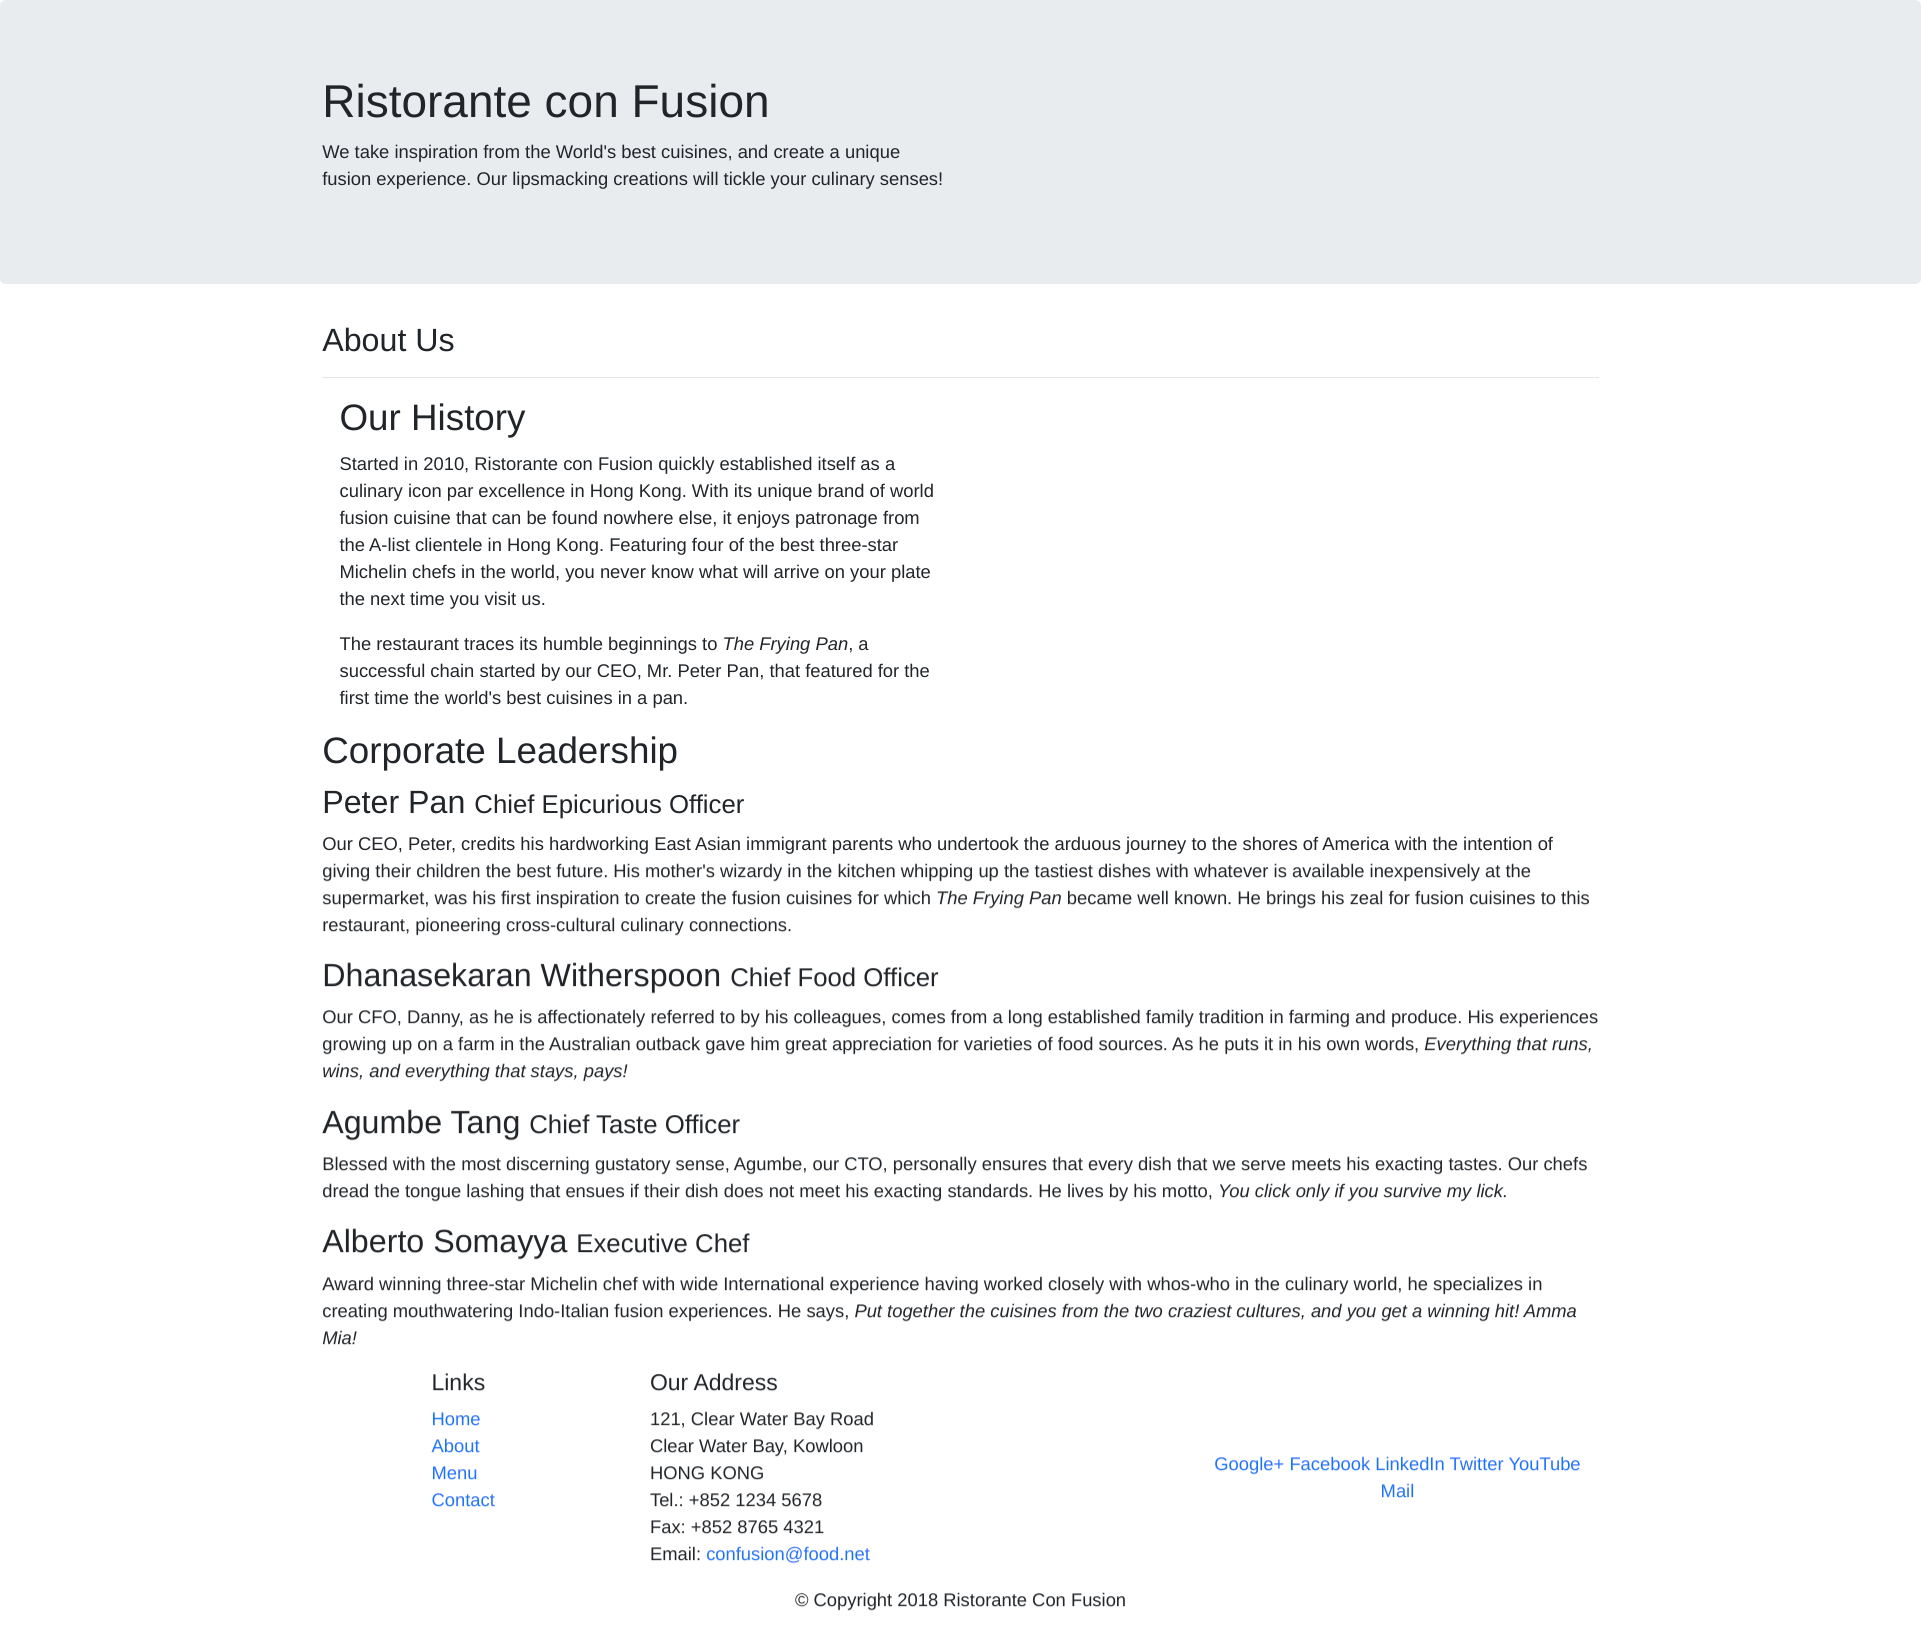 Ristorante con Fusion
We take inspiration from the World's best cuisines, and create a unique
fusion experience. Our lipsmacking creations will tickle your culinary senses!
About Us
Our History
Started in 2010, Ristorante con Fusion quickly established itself as a
culinary icon par excellence in Hong Kong. With its unique brand of world
fusion cuisine that can be found nowhere else, it enjoys patronage from
the A-list clientele in Hong Kong. Featuring four of the best three-star
Michelin chefs in the world, you never know what will arrive on your plate
the next time you visit us.
The restaurant traces its humble beginnings to The Frying Pan, a
successful chain started by our CEO, Mr. Peter Pan, that featured for the
first time the world's best cuisines in a pan.
Corporate Leadership
Peter Pan Chief Epicurious Officer
Our CEO, Peter, credits his hardworking East Asian immigrant parents who undertook the arduous journey to the shores of America with the intention of
giving their children the best future. His mother's wizardy in the kitchen whipping up the tastiest dishes with whatever is available inexpensively at the
supermarket, was his first inspiration to create the fusion cuisines for which The Frying Pan became well known. He brings his zeal for fusion cuisines to this
restaurant, pioneering cross-cultural culinary connections.
Dhanasekaran Witherspoon Chief Food Officer
Our CFO, Danny, as he is affectionately referred to by his colleagues, comes from a long established family tradition in farming and produce. His experiences
growing up on a farm in the Australian outback gave him great appreciation for varieties of food sources. As he puts it in his own words, Everything that runs,
wins, and everything that stays, pays!
Agumbe Tang Chief Taste Officer
Blessed with the most discerning gustatory sense, Agumbe, our CTO, personally ensures that every dish that we serve meets his exacting tastes. Our chefs
dread the tongue lashing that ensues if their dish does not meet his exacting standards. He lives by his motto, You click only if you survive my lick.
Alberto Somayya Executive Chef
Award winning three-star Michelin chef with wide International experience having worked closely with whos-who in the culinary world, he specializes in
creating mouthwatering Indo-Italian fusion experiences. He says, Put together the cuisines from the two craziest cultures, and you get a winning hit! Amma
Mia!
Links
Home
About
Menu
Contact
Our Address
121, Clear Water Bay Road
Clear Water Bay, Kowloon
HONG KONG
Tel.: +852 1234 5678
Fax: +852 8765 4321
Email: confusion@food.net
Google+ Facebook LinkedIn Twitter YouTube
Mail
© Copyright 2018 Ristorante Con Fusion